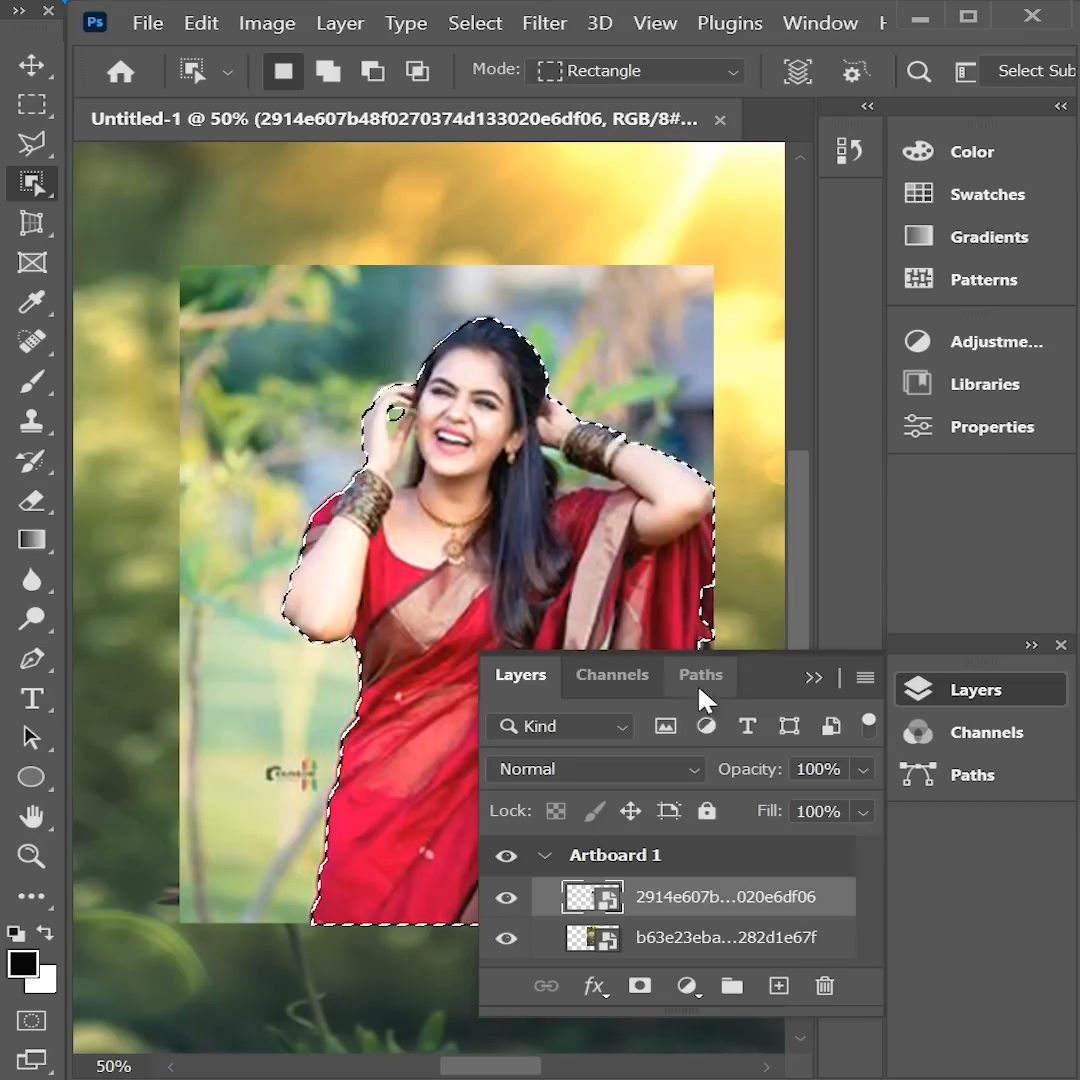 Ps File Edit Image Layer Type Select Filter 3D View Plugins Window H
Mode: Rectangle Select Sub
Untitled-1 @ 50% (2914e607b48f0270374d133020e6df06, RGB/8#...
Color
Swatches
Gradients
Patterns
Adjustme...
Libraries
Properties
Layers Channels Paths
Kind
Normal Opacity: 100%
Lock: Fill: 100%
Artboard 1
2914e607b...020e6df06
b63e23eba...282d1e67f
fx
Layers
Channels
Paths
50%